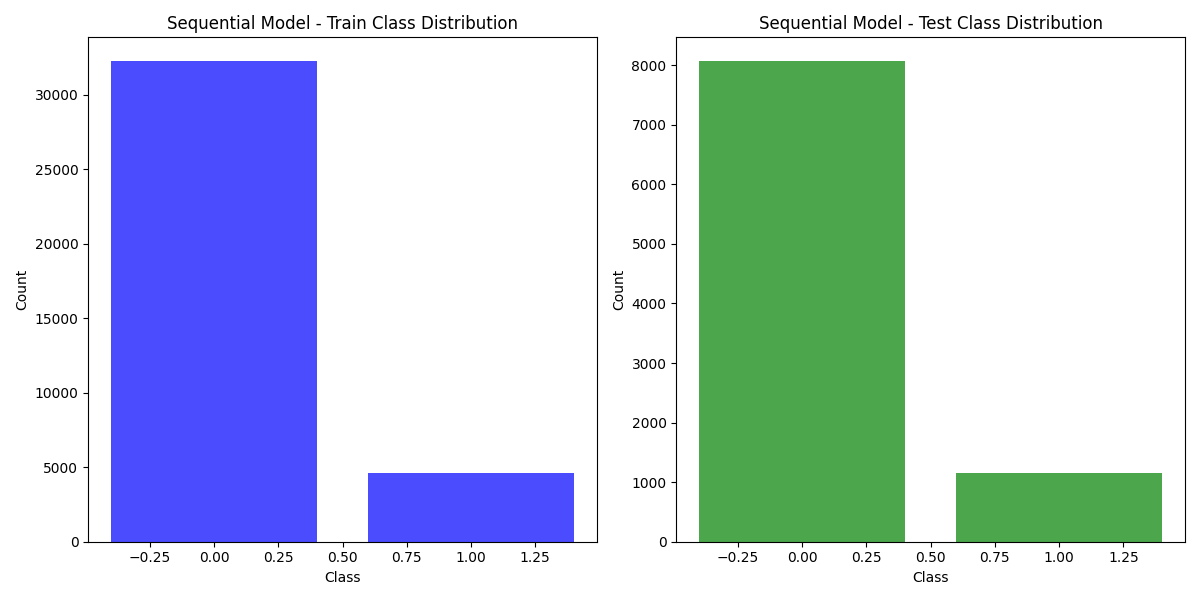 Sequential Model - Train Class Distribution
Count
30000
25000
20000
15000
10000
5000
0
−0.25 0.00 0.25 0.50 0.75 1.00 1.25
Class
Sequential Model - Test Class Distribution
Count
8000
7000
6000
5000
4000
3000
2000
1000
0
−0.25 0.00 0.25 0.50 0.75 1.00 1.25
Class